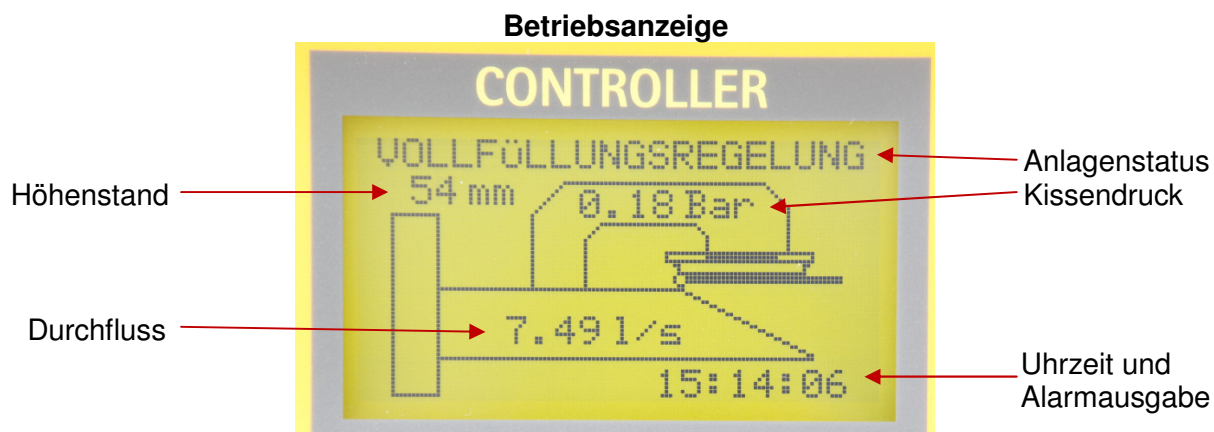 Betriebsanzeige
CONTROLLER
VOLLFÜLLUNGSREGELUNG
Anlagenstatus
Höhenstand
54 mm
0.18 Bar
Kissendruck
Durchfluss
7.49 l/s
15:14:06
Uhrzeit und
Alarmausgabe